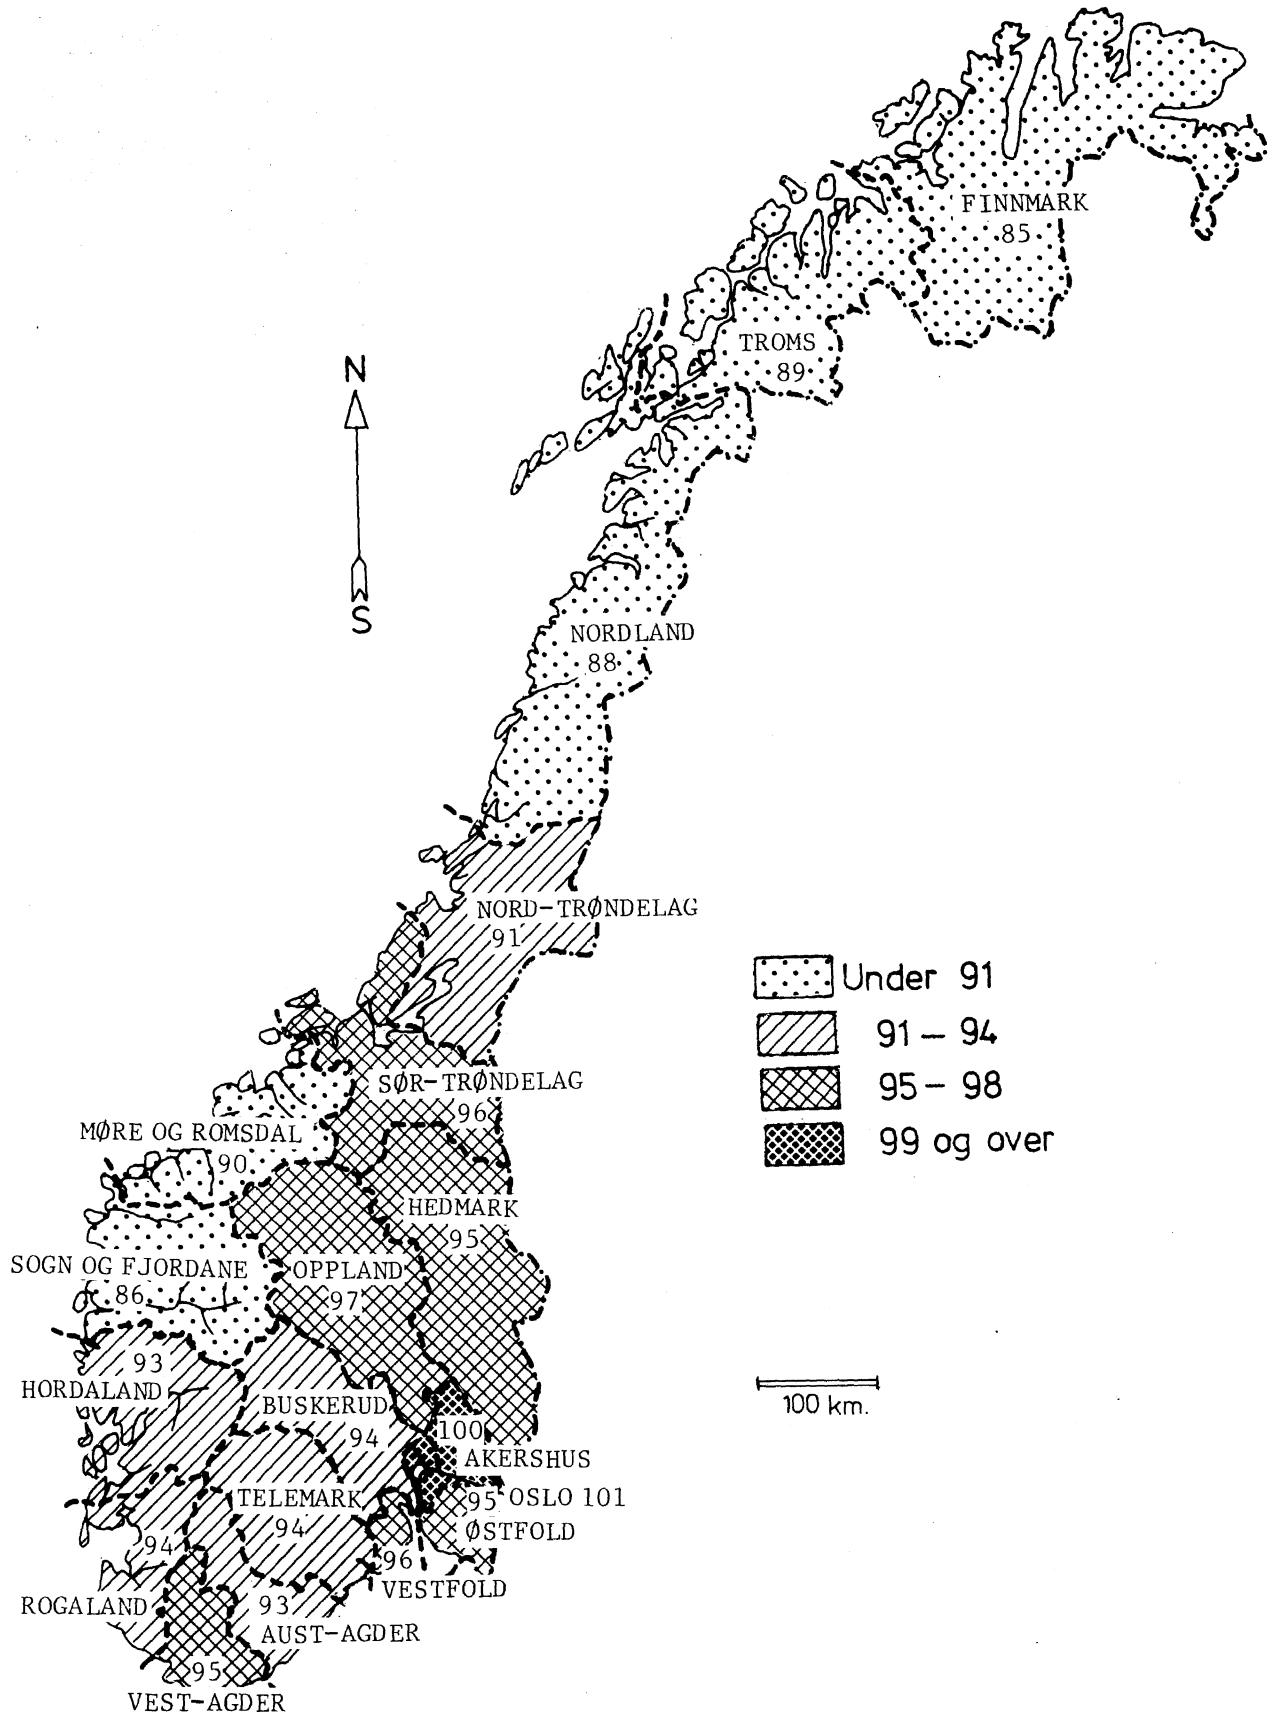 FINNMARK
85
TROMS
89
N
S
NORDLAND
88
NORD-TRØNDELAG
91
Under 91
91 – 94
95 – 98
99 og over
SØR-TRØNDELAG
96
MØRE OG ROMSDAL
90
HEDMARK
95
SOGN OG FJORDANE
86
OPPLAND
97
93
HORDALAND
BUSKERUD
94
100
AKERSHUS
100 km.
TELEMARK
94
95 OSLO 101
ØSTFOLD
94
96
VESTFOLD
ROGALAND
93
AUST-AGDER
95
VEST-AGDER